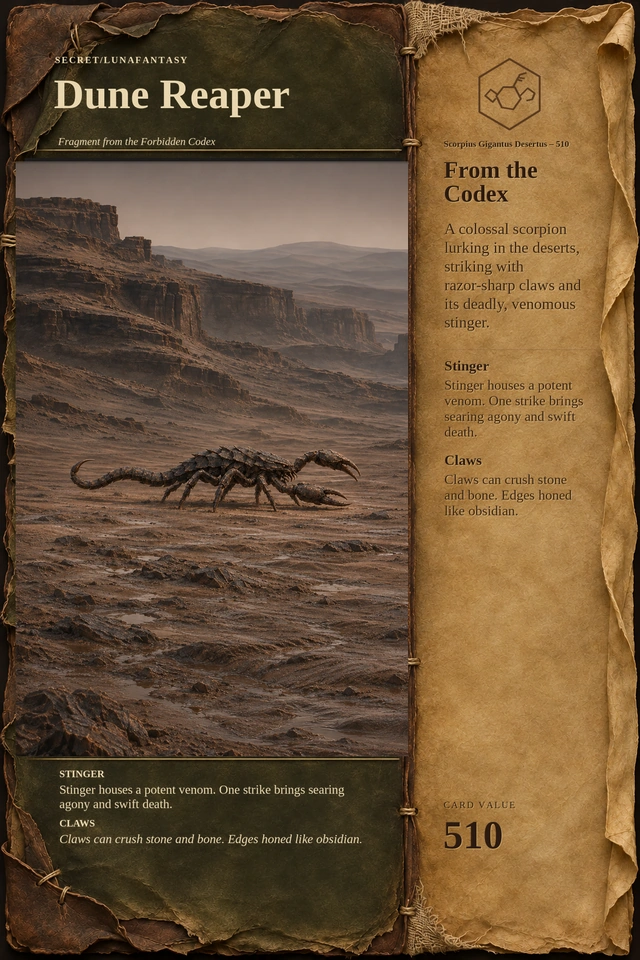 SECRET/LUNAFANTASY
Dune Reaper
Fragment from the Forbidden Codex
STINGER
Stinger houses a potent venom. One strike brings searing
agony and swift death.
CLAWS
Claws can crush stone and bone. Edges honed like obsidian.
Scorpius Gigantus Desertus – 510
From the
Codex
A colossal scorpion
lurking in the deserts,
striking with
razor-sharp claws and
its deadly, venomous
stinger.
Stinger
Stinger houses a potent
venom. One strike brings
searing agony and swift
death.
Claws
Claws can crush stone
and bone. Edges honed
like obsidian.
CARD VALUE
510